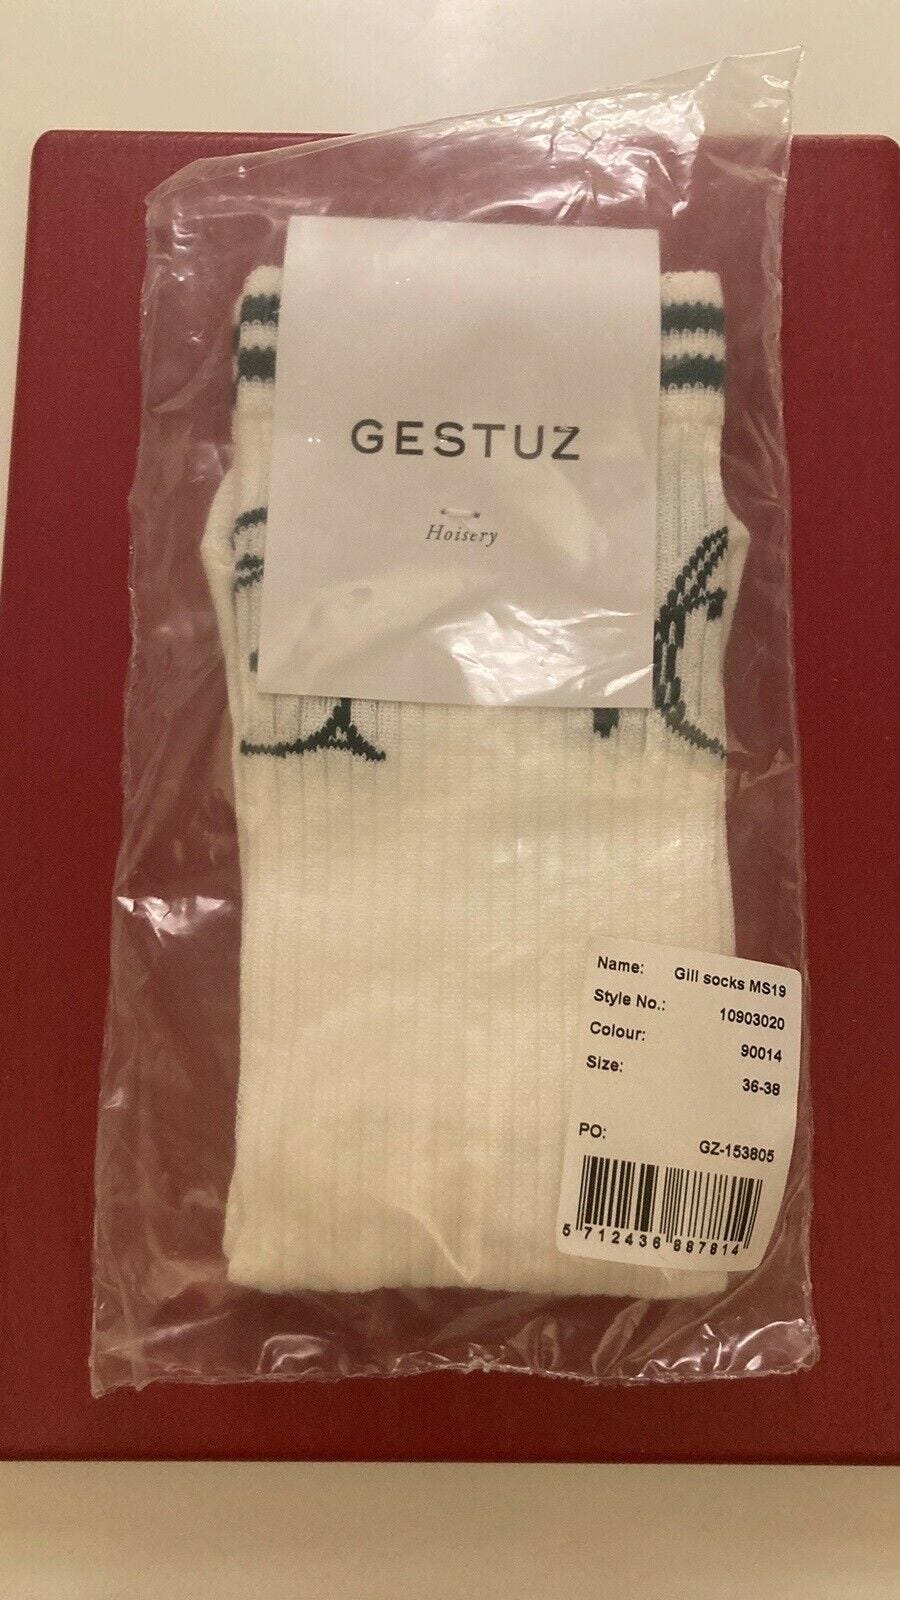 GESTUZ
Hoisery
Name: Gill socks MS19
Style No.: 10903020
Colour: 90014
Size: 36-38
PO: GZ-153805
5 712436 887814